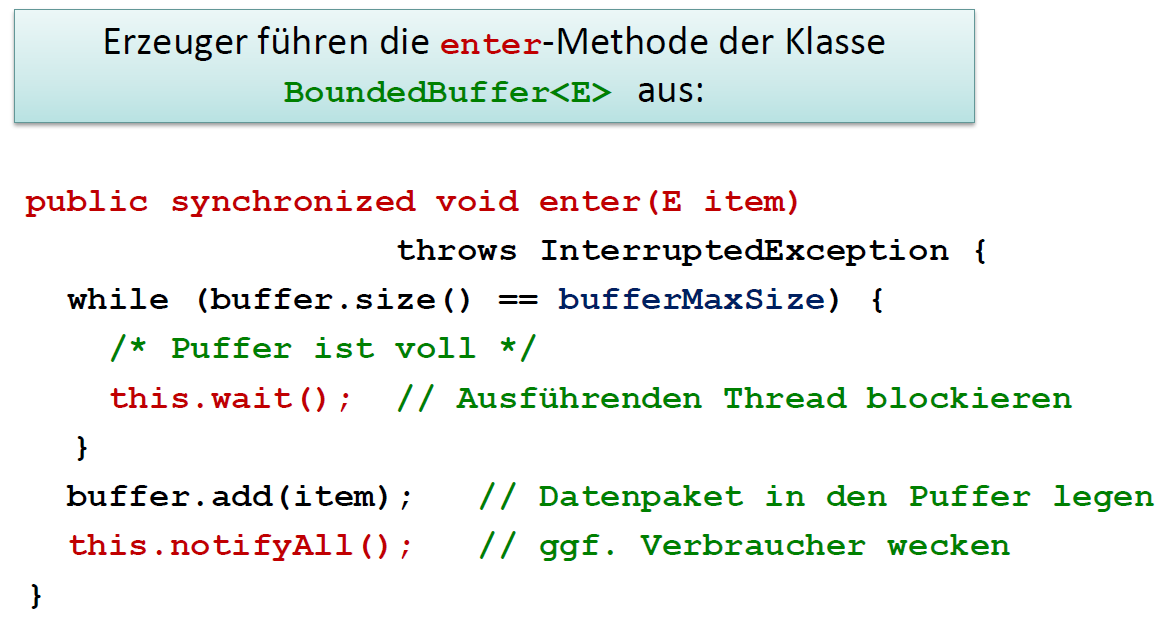 Erzeuger führen die enter-Methode der Klasse
BoundedBuffer<E> aus:
public synchronized void enter(E item)
throws InterruptedException {
while (buffer.size() == bufferMaxSize) {
/* Puffer ist voll */
this.wait(); // Ausführenden Thread blockieren
}
buffer.add(item); // Datenpaket in den Puffer legen
this.notifyAll(); // ggf. Verbraucher wecken
}